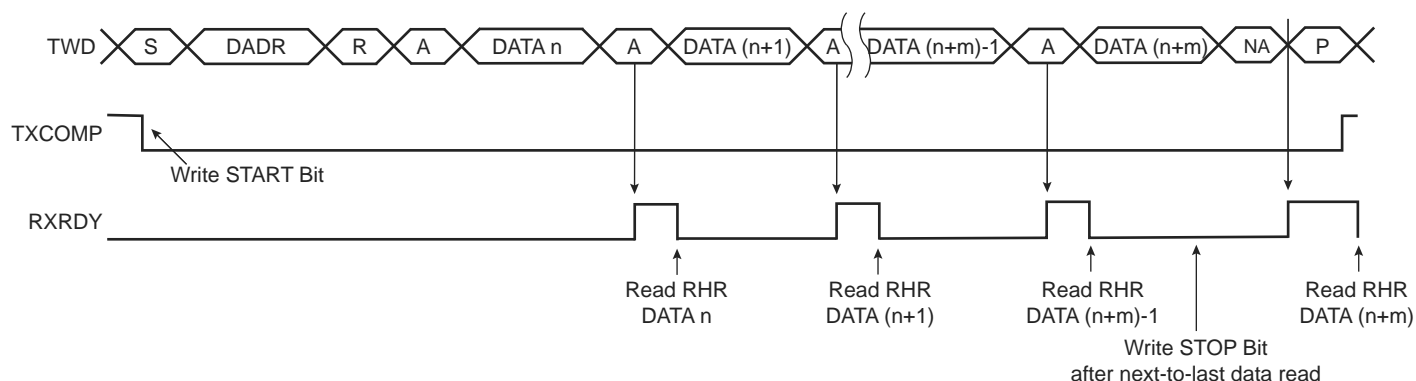 TWD S DADR R A DATA n A DATA (n+1) A DATA (n+m)-1 A DATA (n+m) NA P
TXCOMP
Write START Bit
RXRDY
Read RHR Read RHR Read RHR Read RHR
DATA n DATA (n+1) DATA (n+m)-1 DATA (n+m)
Write STOP Bit
after next-to-last data read